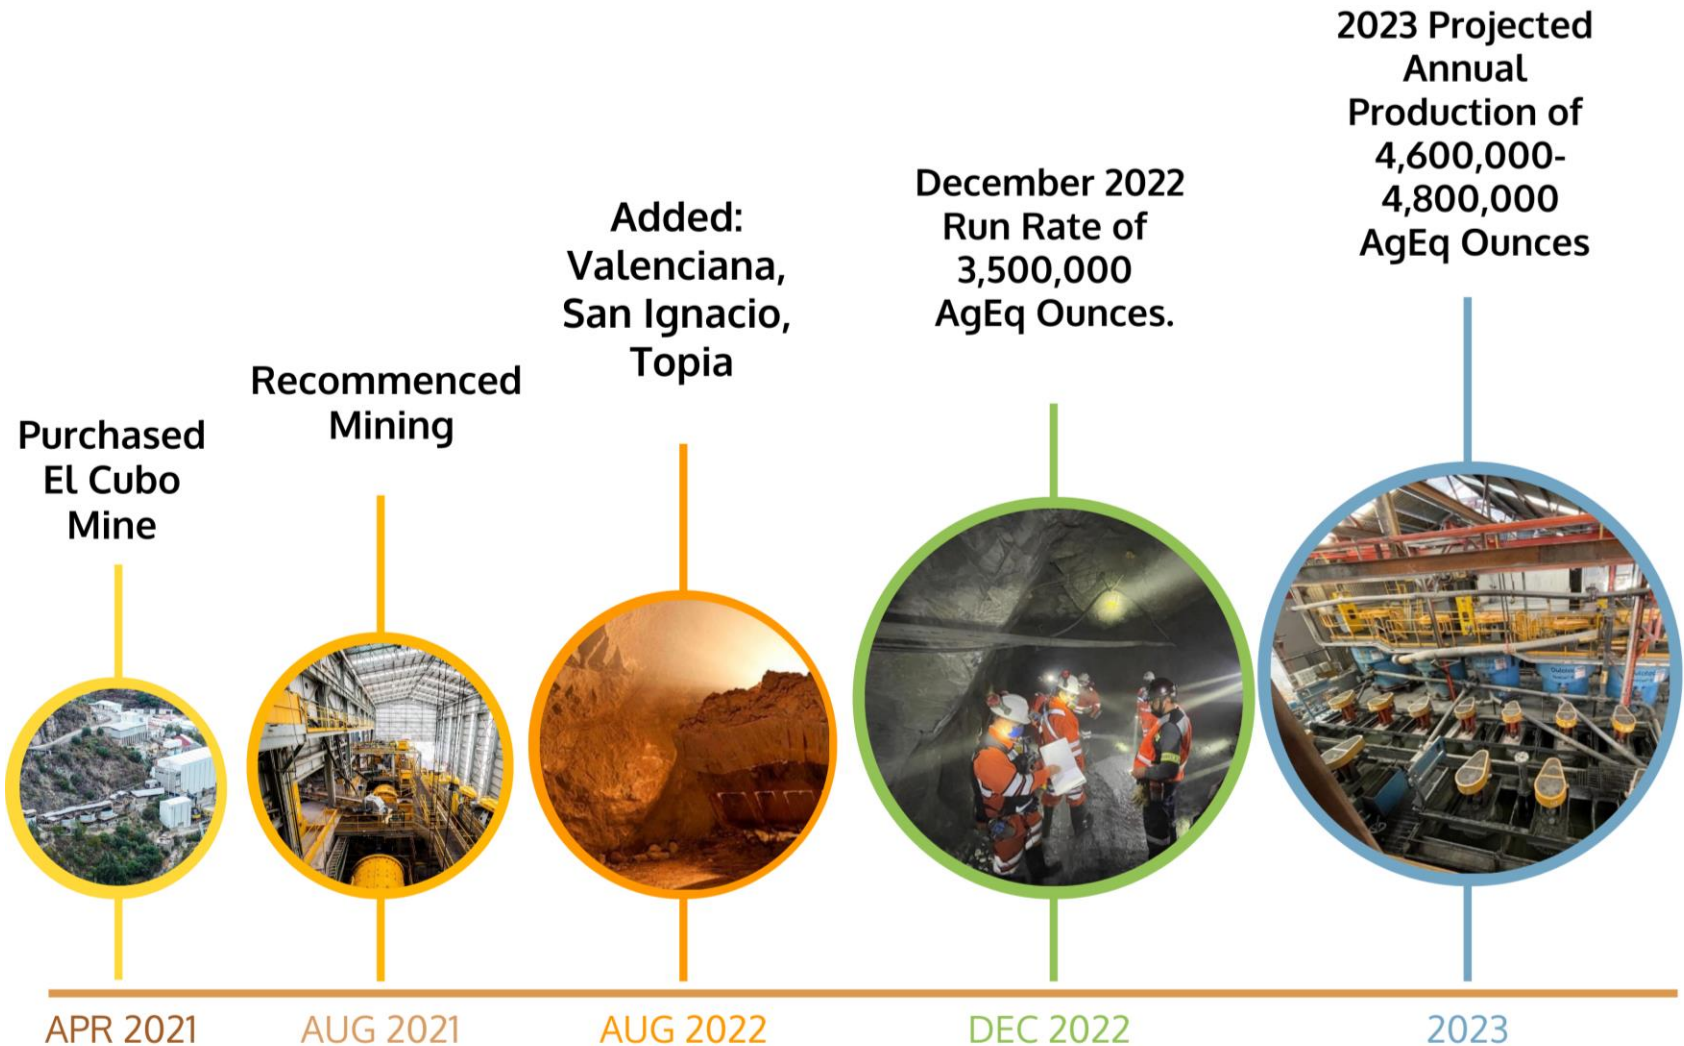 Purchased
El Cubo
Mine
Recommenced
Mining
Added:
Valenciana,
San Ignacio,
Topia
December 2022
Run Rate of
3,500,000
AgEq Ounces.
2023 Projected
Annual
Production of
4,600,000-
4,800,000
AgEq Ounces
APR 2021
AUG 2021
AUG 2022
DEC 2022
2023